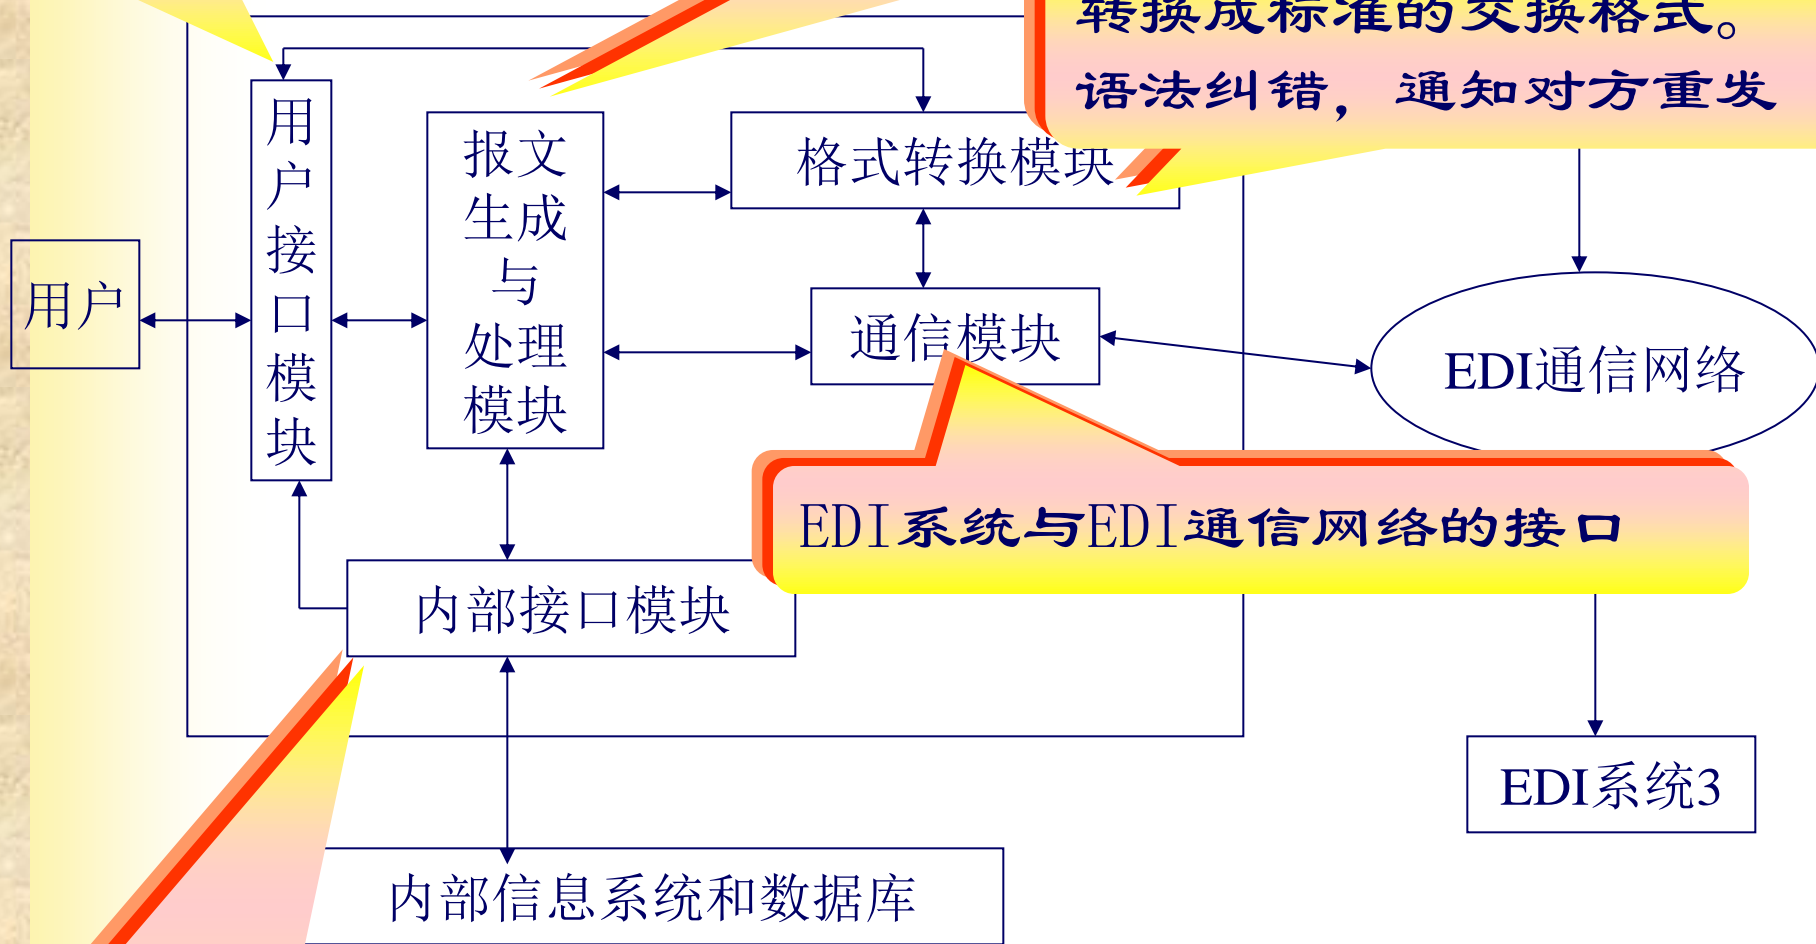 转换成标准的交换格式。
语法纠错，通知对方重发
用户接口模块
报文
生成
与
处理
模块
格式转换模块
用户
通信模块
EDI通信网络
EDI系统与EDI通信网络的接口
内部接口模块
EDI系统3
内部信息系统和数据库